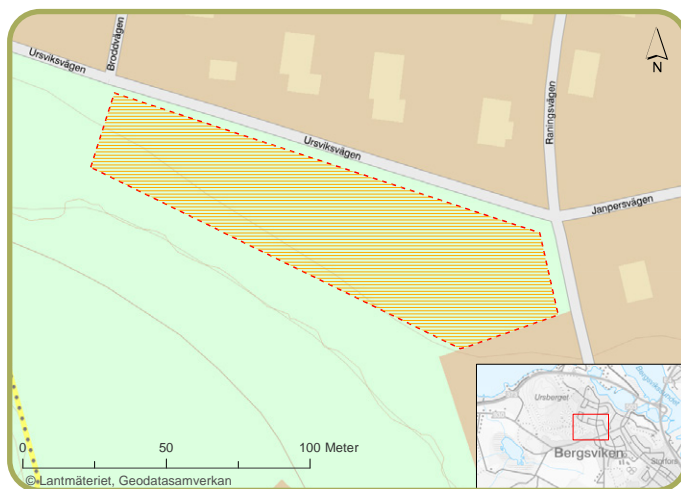 Broddvägen
Ursviksvägen
Ursviksvägen
Raningsvägen
N
Janpersvägen
0 50 100 Meter
© Lantmäteriet, Geodatasamverkan
Ursberget
Bergsviken